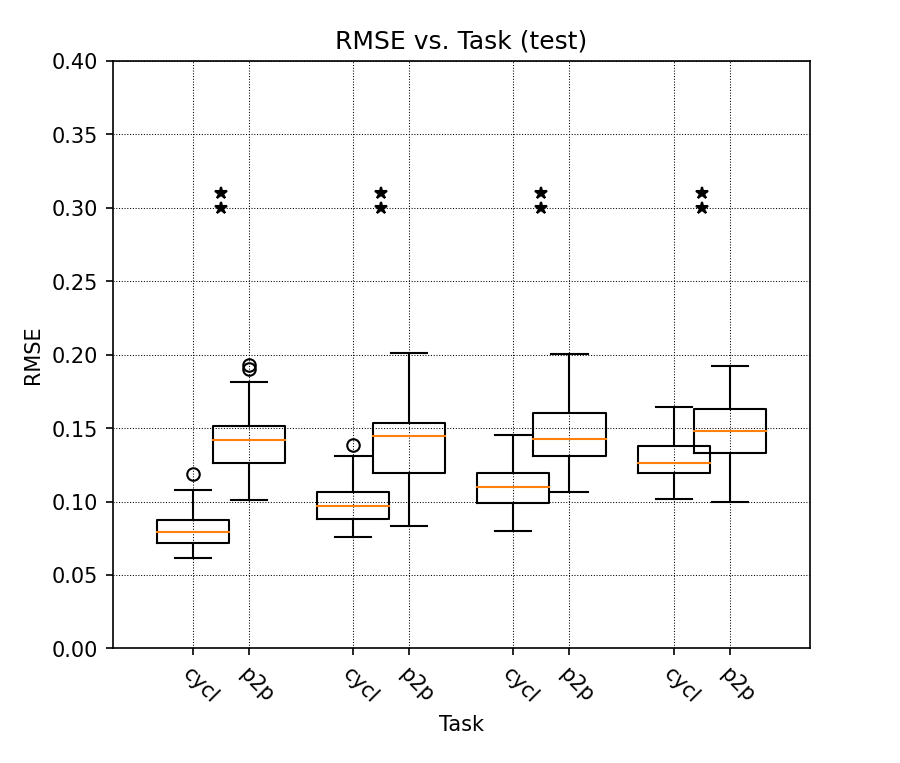 RMSE vs. Task (test)
0.40
0.35
0.30
0.25
0.20
0.15
0.10
0.05
0.00
RMSE
cycl p2p cycl p2p cycl p2p cycl p2p
Task